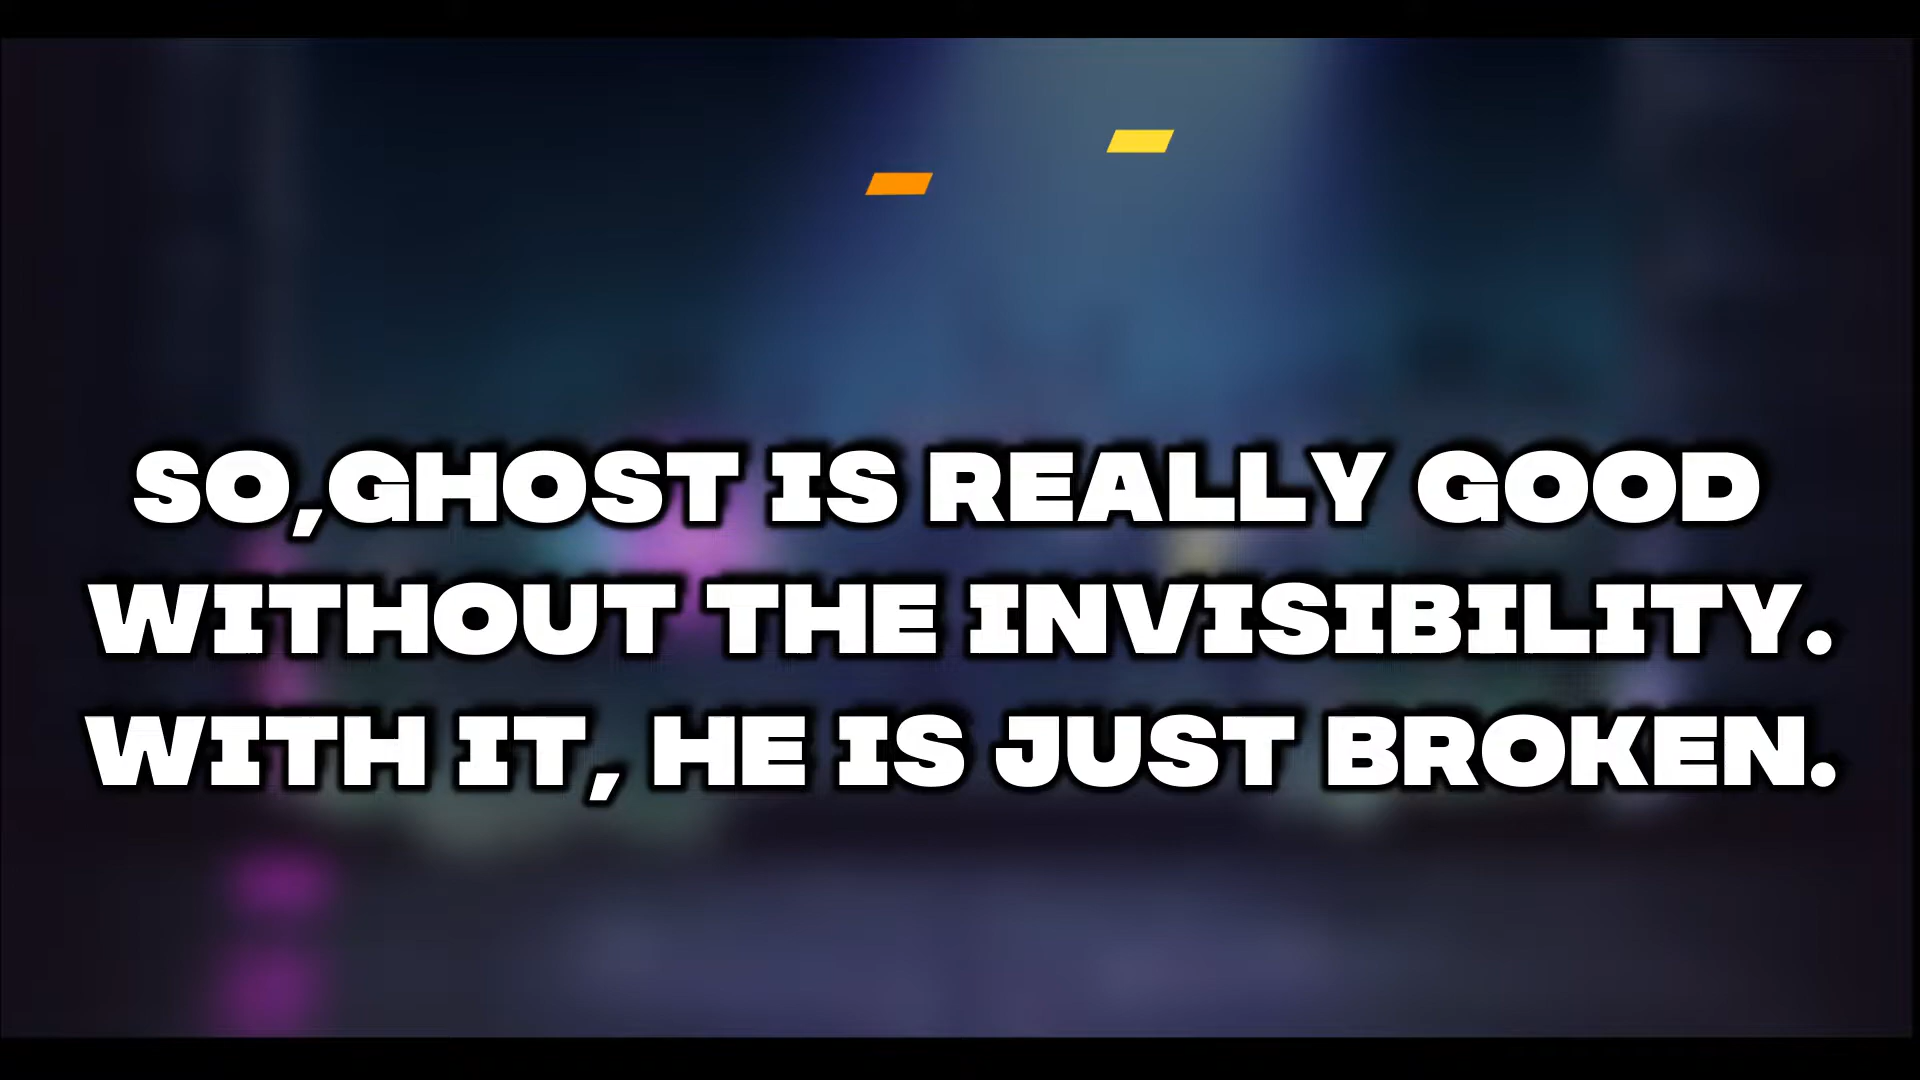 SO,GHOST IS REALLY GOOD
WITHOUT THE INVISIBILITY.
WITH IT, HE IS JUST BROKEN.